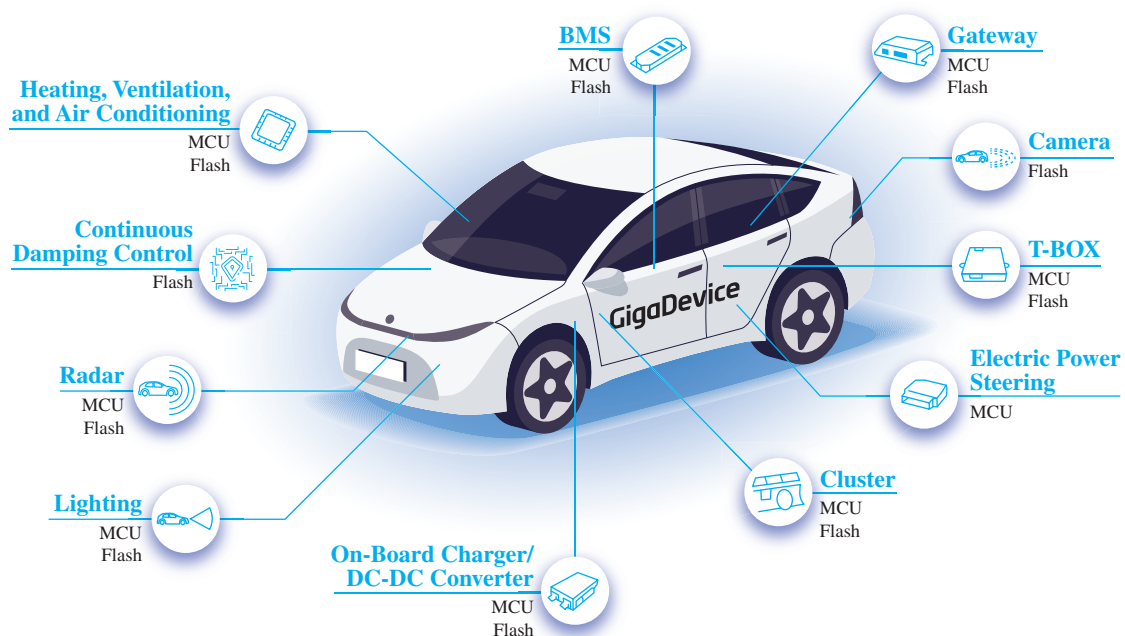 BMS
MCU
Flash
Gateway
MCU
Flash
Heating, Ventilation,
and Air Conditioning
MCU
Flash
Camera
Flash
Continuous
Damping Control
Flash
T-BOX
MCU
Flash
GigaDevice
Radar
MCU
Flash
Electric Power
Steering
MCU
Lighting
MCU
Flash
Cluster
MCU
Flash
On-Board Charger/
DC-DC Converter
MCU
Flash